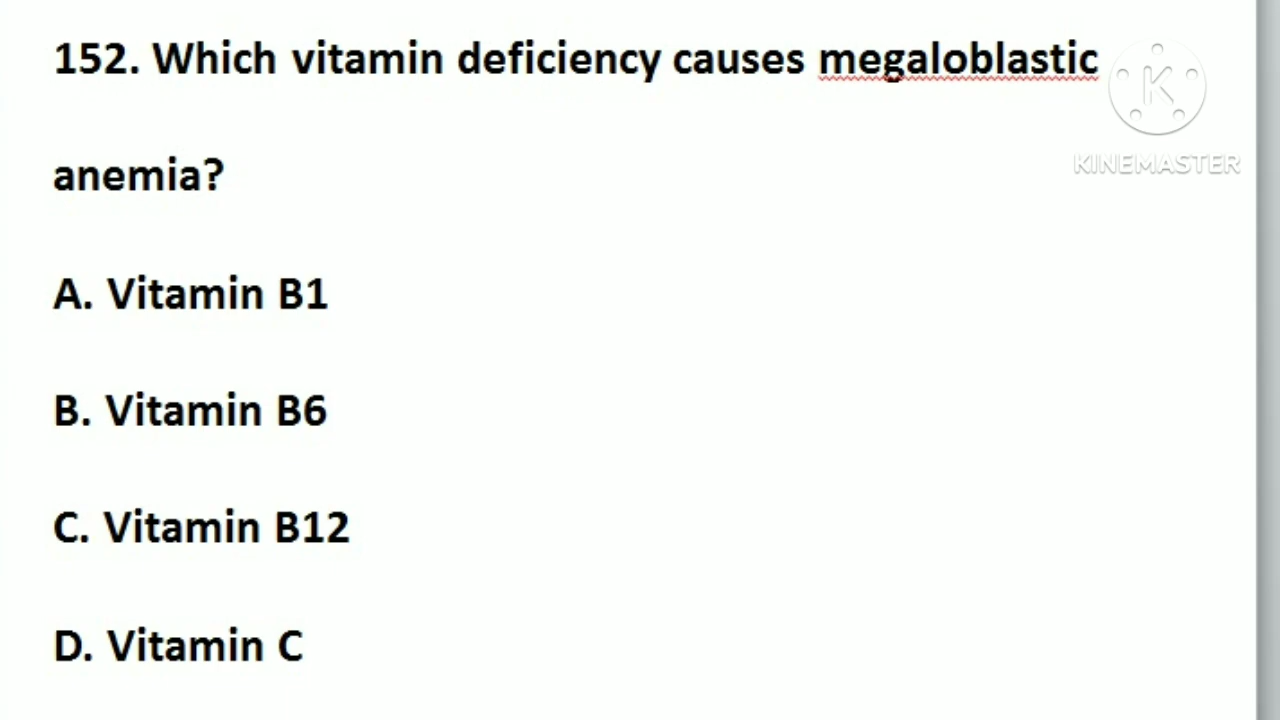 152. Which vitamin deficiency causes megaloblastic
anemia?
A. Vitamin B1
B. Vitamin B6
C. Vitamin B12
D. Vitamin C
K
KINEMASTER